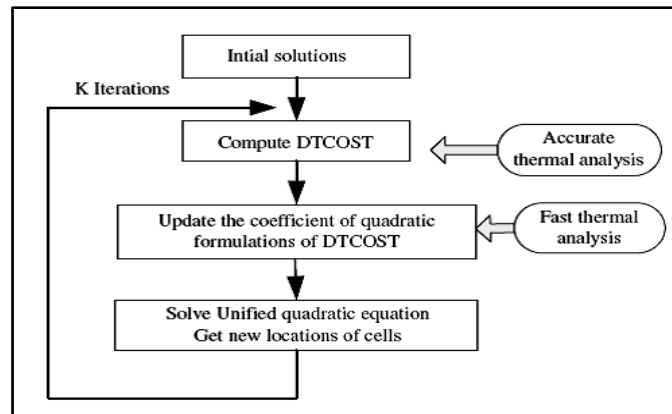 Intial solutions
K Iterations
Compute DTCOST
Accurate
thermal analysis
Update the coefficient of quadratic
formulations of DTCOST
Fast thermal
analysis
Solve Unified quadratic equation
Get new locations of cells